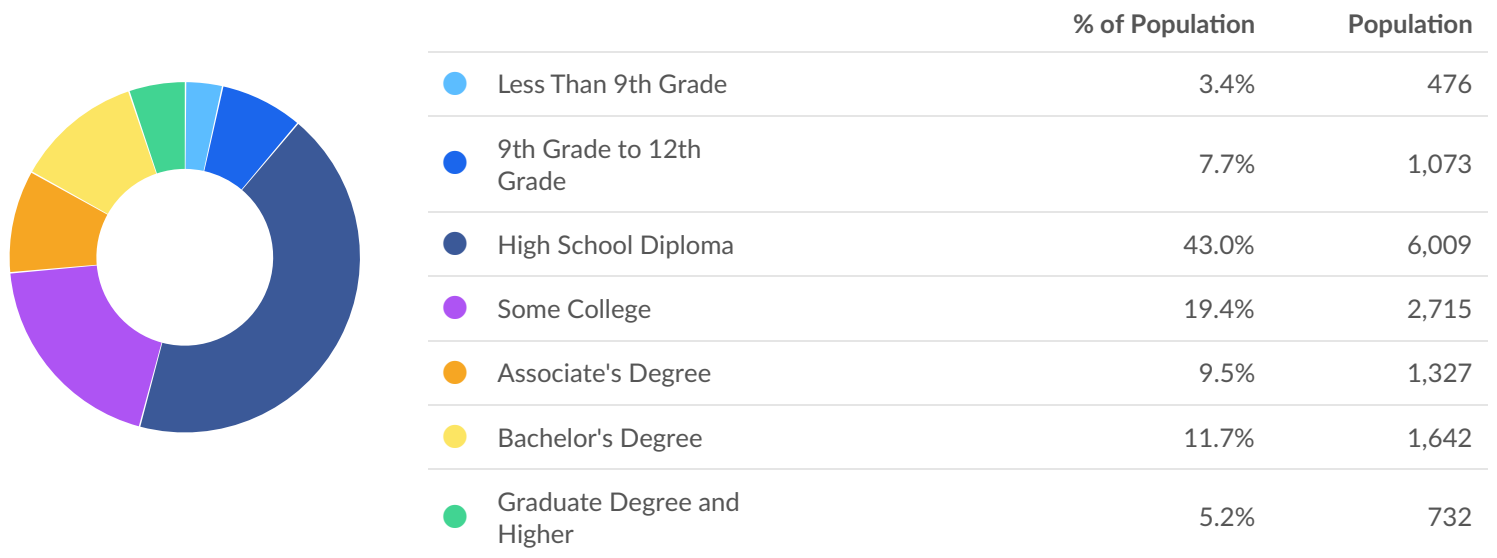 % of Population Population
Less Than 9th Grade 3.4% 476
9th Grade to 12th
Grade 7.7% 1,073
High School Diploma 43.0% 6,009
Some College 19.4% 2,715
Associate's Degree 9.5% 1,327
Bachelor's Degree 11.7% 1,642
Graduate Degree and
Higher 5.2% 732